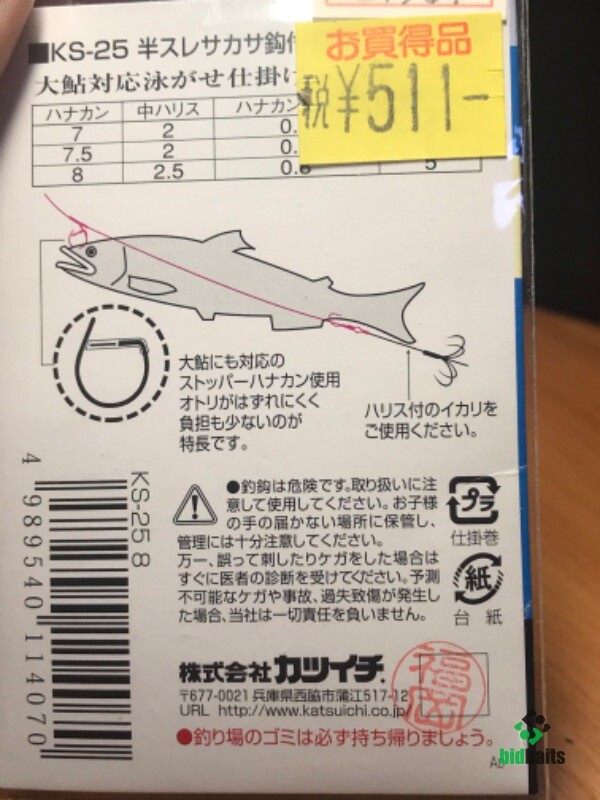 ■KS-25 半スレサカサ鈎付
お買得品
大鮎対応泳がせ仕掛け
税￥511-
ハナカン 中ハリス ハナカン
7 2 0.
7.5 2 0.
8 2.5 0.8 5
大鮎にも対応の
ストッパーハナカン使用
オトリがはずれにくく
負担も少ないのが
特長です。
ハリス付のイカリを
ご使用ください。
KS-25 8
4 989540 114070
●釣鈎は危険です。取り扱いに注
意して使用してください。お子様
の手の届かない場所に保管し、
管理には十分注意してください。
万一、誤って刺したりケガをした場合は
すぐに医者の診断を受けてください。予測
不可能なケガや事故、過失致傷が発生し
た場合、当社は一切責任を負いません。
プラ
仕掛巻
紙
台 紙
株式会社カツイチ.
〒677-0021 兵庫県西脇市蒲江517-12
URL http://www.katsuichi.co.jp/
福岡
●釣り場のゴミは必ず持ち帰りましょう。
bidbaits